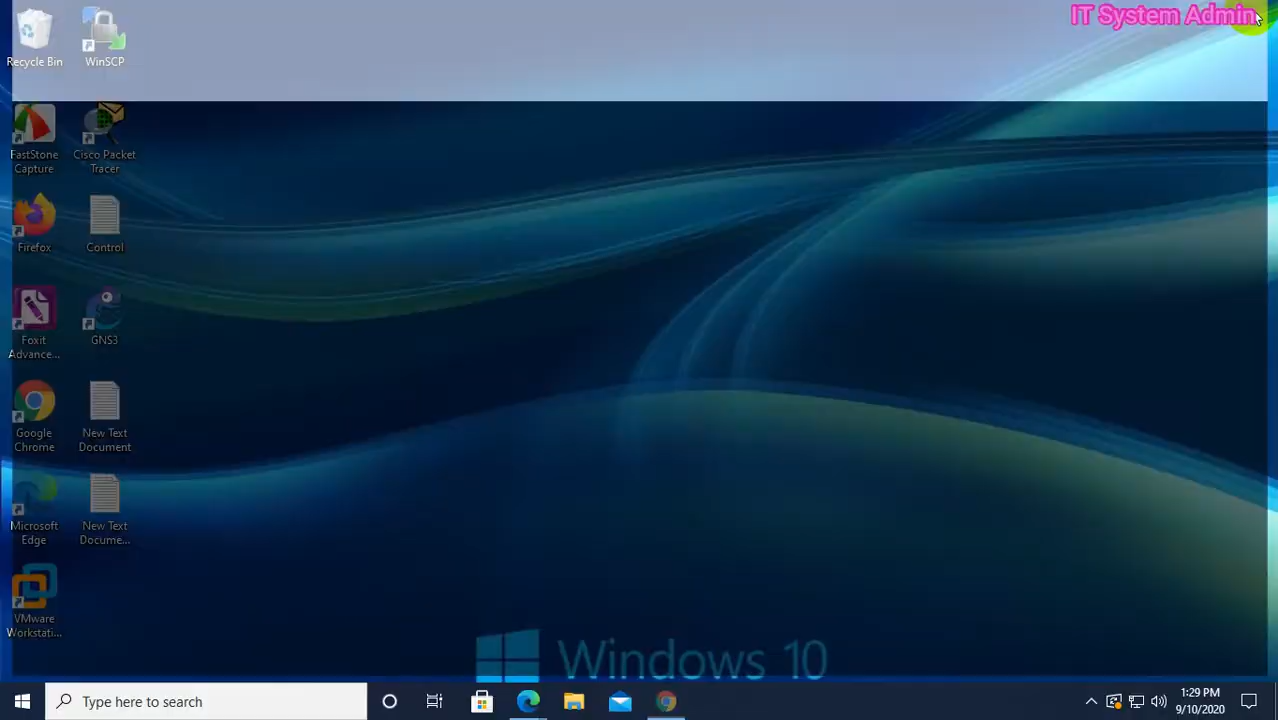 IT System Admin
Recycle Bin
WinSCP
FastStone
Capture
Cisco Packet
Tracer
Firefox
Control
Foxit
Advance...
GNS3
Google
Chrome
New Text
Document
Microsoft
Edge
New Text
Docume...
VMware
Workstati...
Windows 10
Type here to search
1:29 PM
9/10/2020